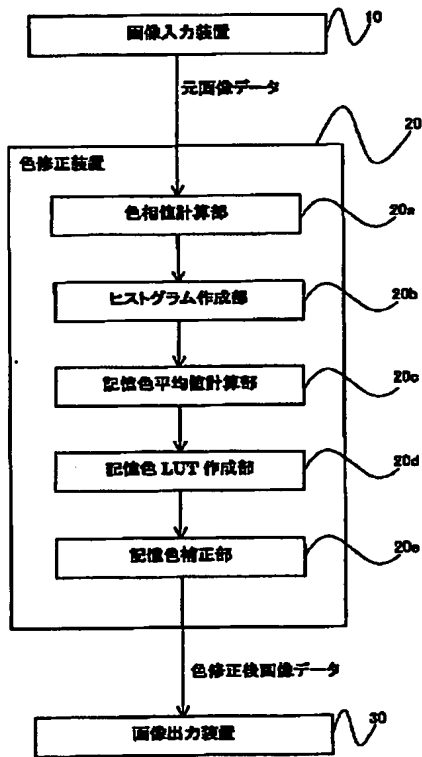 画像入力装置
10
元画像データ
20
色修正装置
色相値計算部
20a
ヒストグラム作成部
20b
記憶色平均値計算部
20c
記憶色 LUT 作成部
20d
記憶色補正部
20e
色修正後画像データ
画像出力装置
30